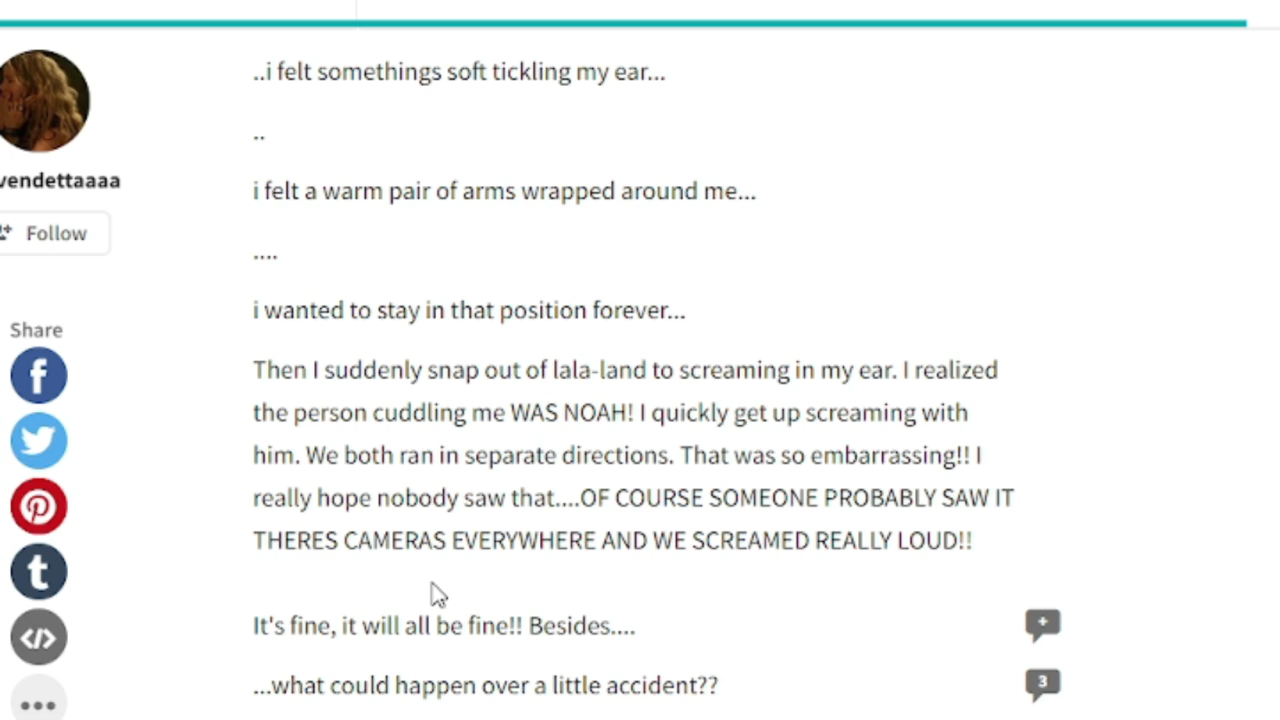 ..i felt somethings soft tickling my ear...
..
vendettaaaa
i felt a warm pair of arms wrapped around me...
Follow
....
i wanted to stay in that position forever...
Share
Then I suddenly snap out of lala-land to screaming in my ear. I realized
the person cuddling me WAS NOAH! I quickly get up screaming with
him. We both ran in separate directions. That was so embarrassing!! I
really hope nobody saw that....OF COURSE SOMEONE PROBABLY SAW IT
THERES CAMERAS EVERYWHERE AND WE SCREAMED REALLY LOUD!!
It's fine, it will all be fine!! Besides....
+
...what could happen over a little accident??
3